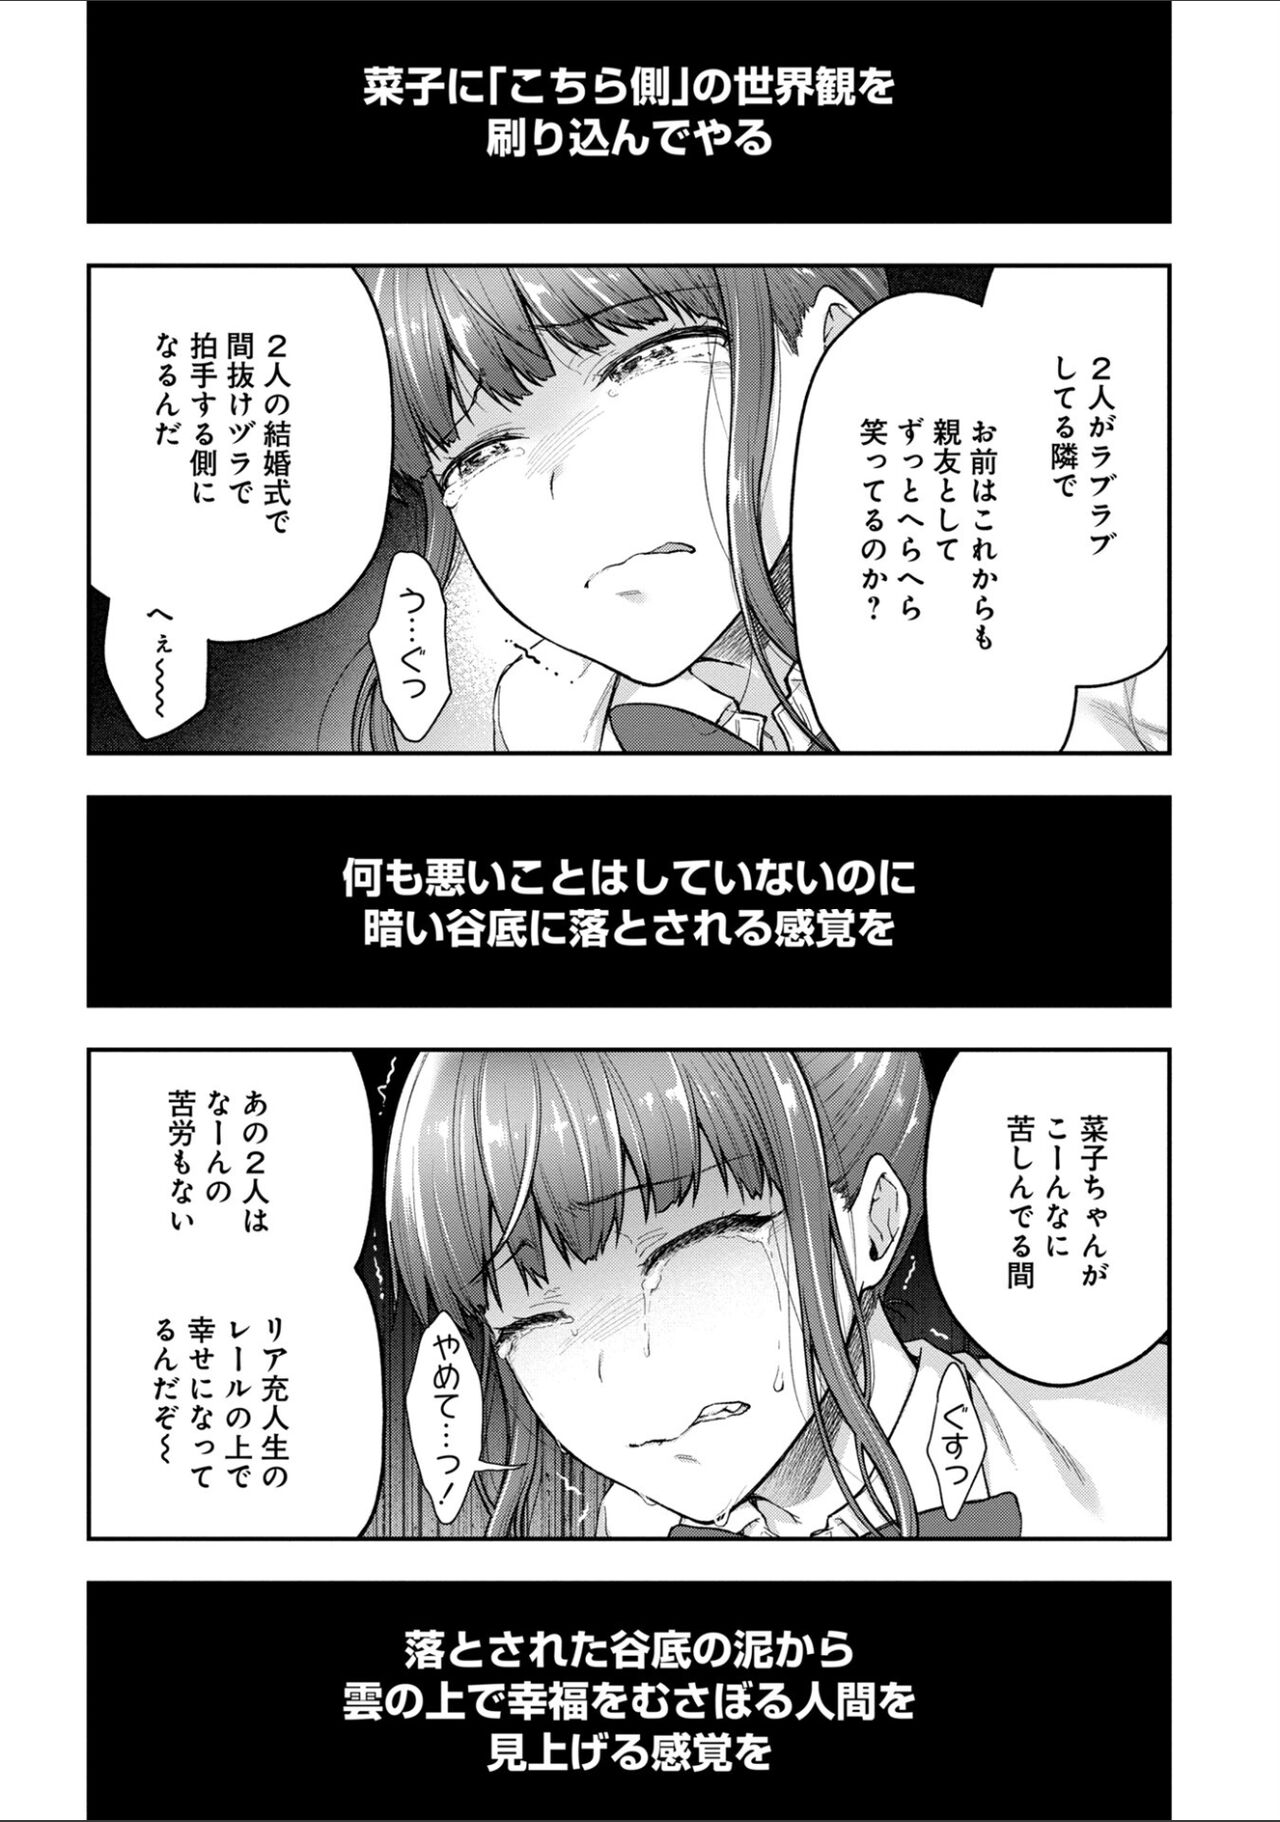 菜子に「こちら側」の世界観を
刷り込んでやる
2人がラブラブ
してる隣で
お前はこれからも
親友として
ずっとへらへら
笑ってるのか?
う…ぐっ
2人の結婚式で
間抜けヅラで
拍手する側に
なるんだ
へぇ〜〜〜
何も悪いことはしていないのに
暗い谷底に落とされる感覚を
菜子ちゃんが
こーんなに
苦しんでる間
ぐすっ
やめて…っ!
あの2人は
なーんの
苦労もない
リア充人生の
レールの上で
幸せになって
るんだぞ〜
落とされた谷底の泥から
雲の上で幸福をむさぼる人間を
見上げる感覚を